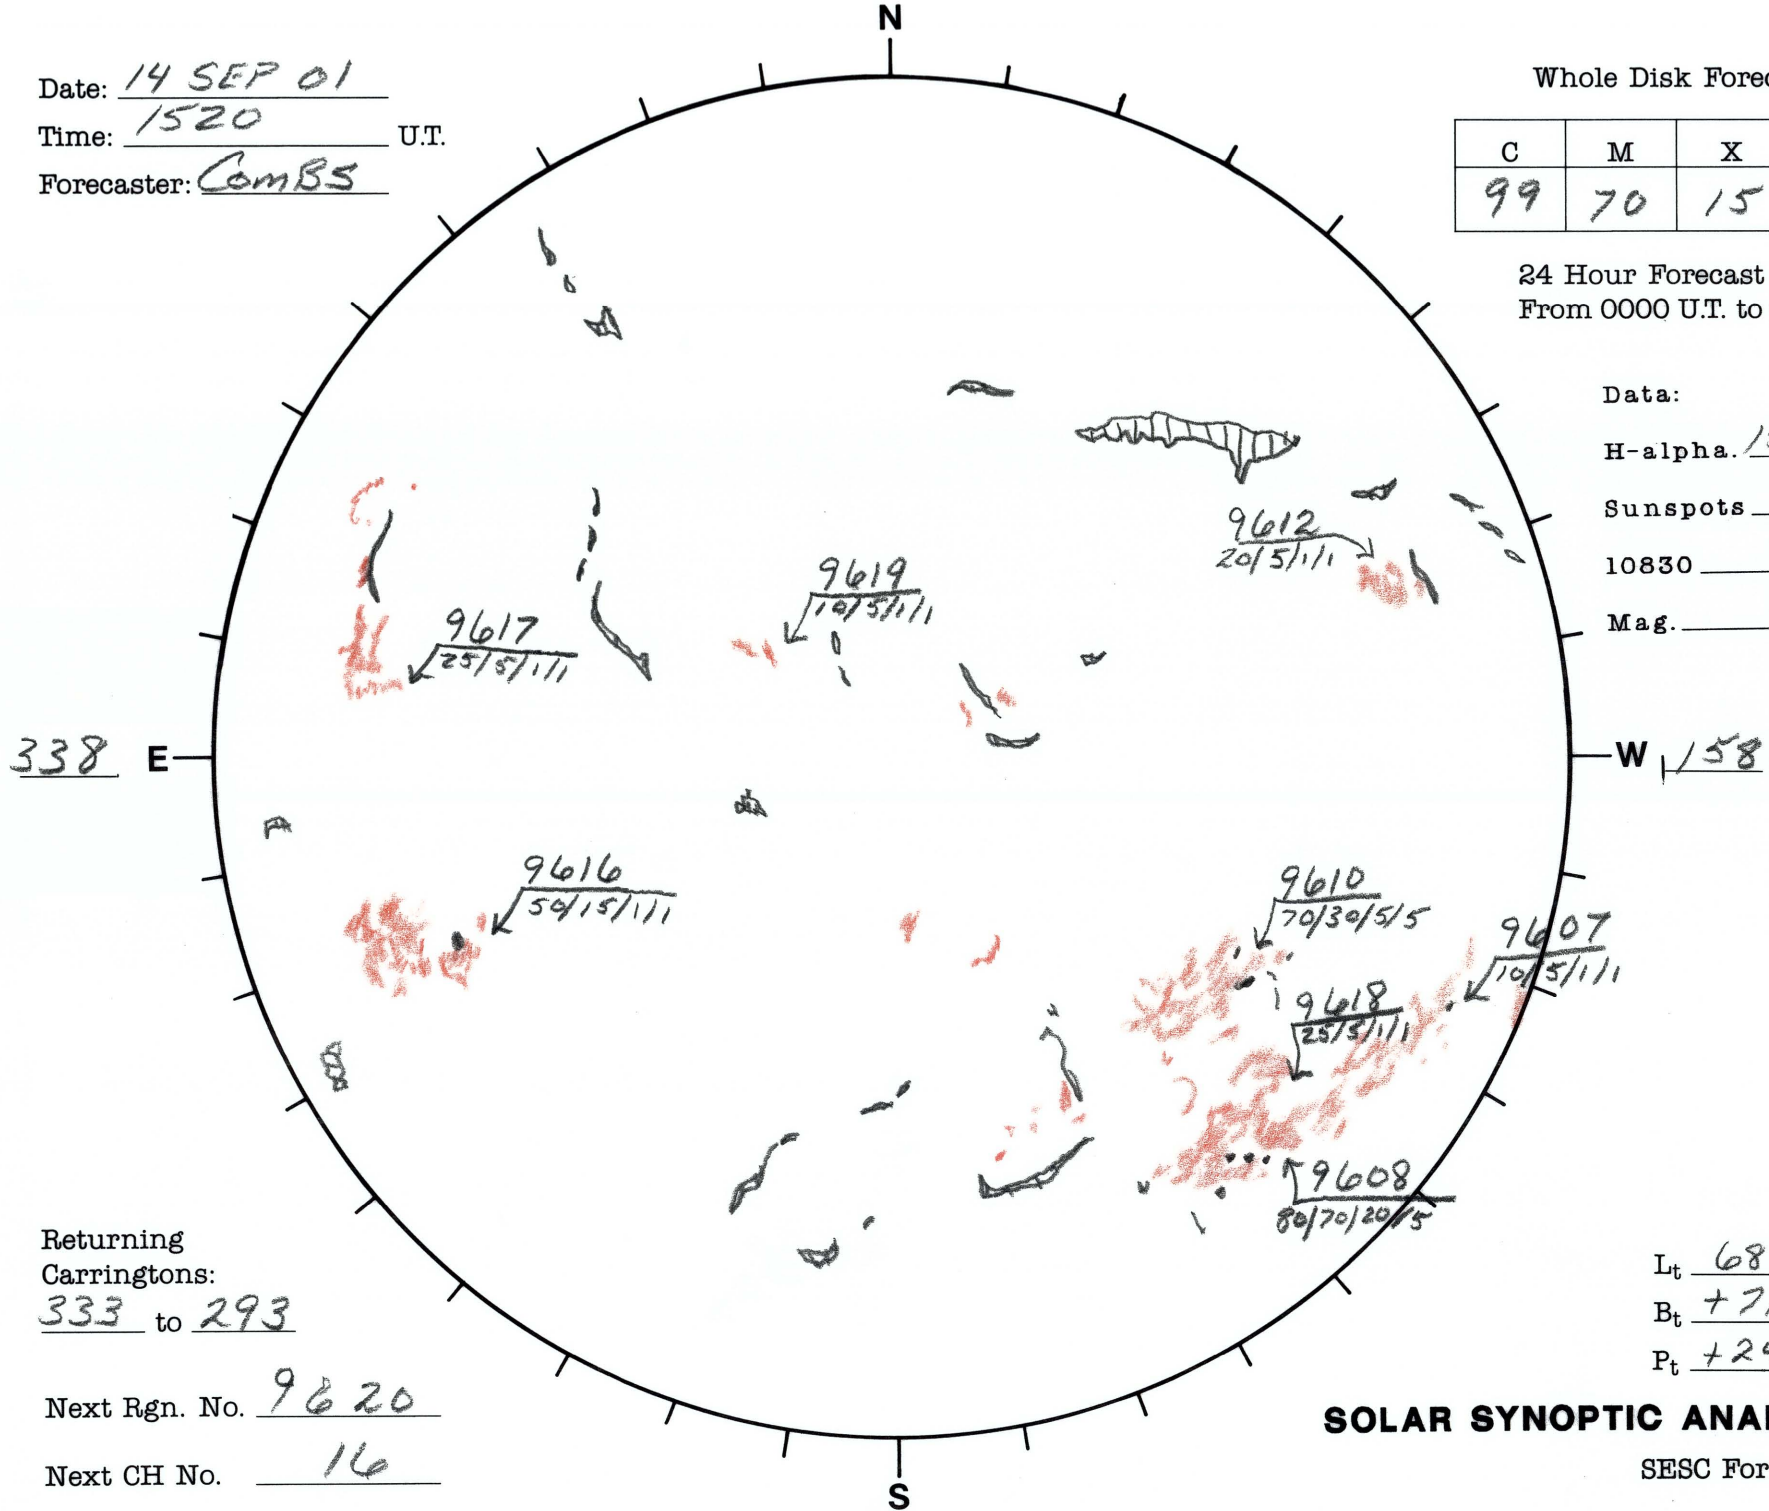 N
Date: 14 SEP 01
Time: 1520 U.T.
Forecaster: ComBS
Whole Disk Forec
C M X
99 70 15
24 Hour Forecast
From 0000 U.T. to
Data:
H-alpha.
Sunspots
10830
Mag.
9612
20/5/1/1
9619
10/5/1/1
9617
25/5/1/1
338 E
W 158
9616
50/15/1/1
9610
70/30/5/5
9607
10/5/1/1
9618
25/5/1/1
9608
80/70/20/5
Returning
Carringtons:
333 to 293
Next Rgn. No. 9620
Next CH No. 16
Lt 68
Bt +7
Pt +2
SOLAR SYNOPTIC ANA
SESC For
S